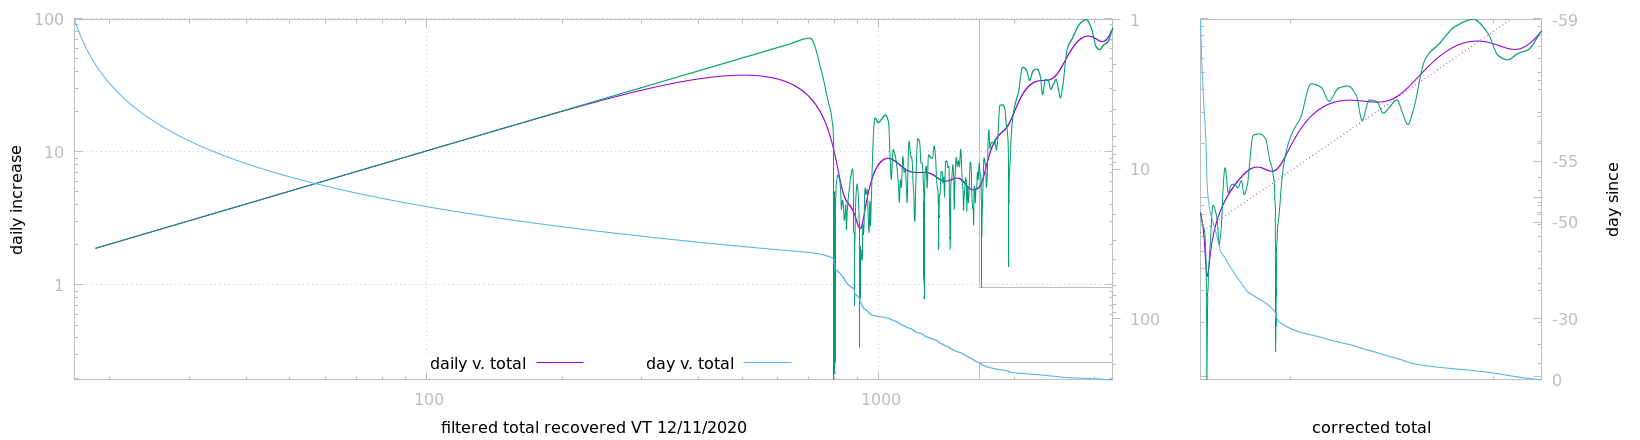 100
10
1
daily increase
100
1000
filtered total recovered VT 12/11/2020
daily v. total
day v. total
1
10
100
-59
-55
-50
-30
0
day since
corrected total